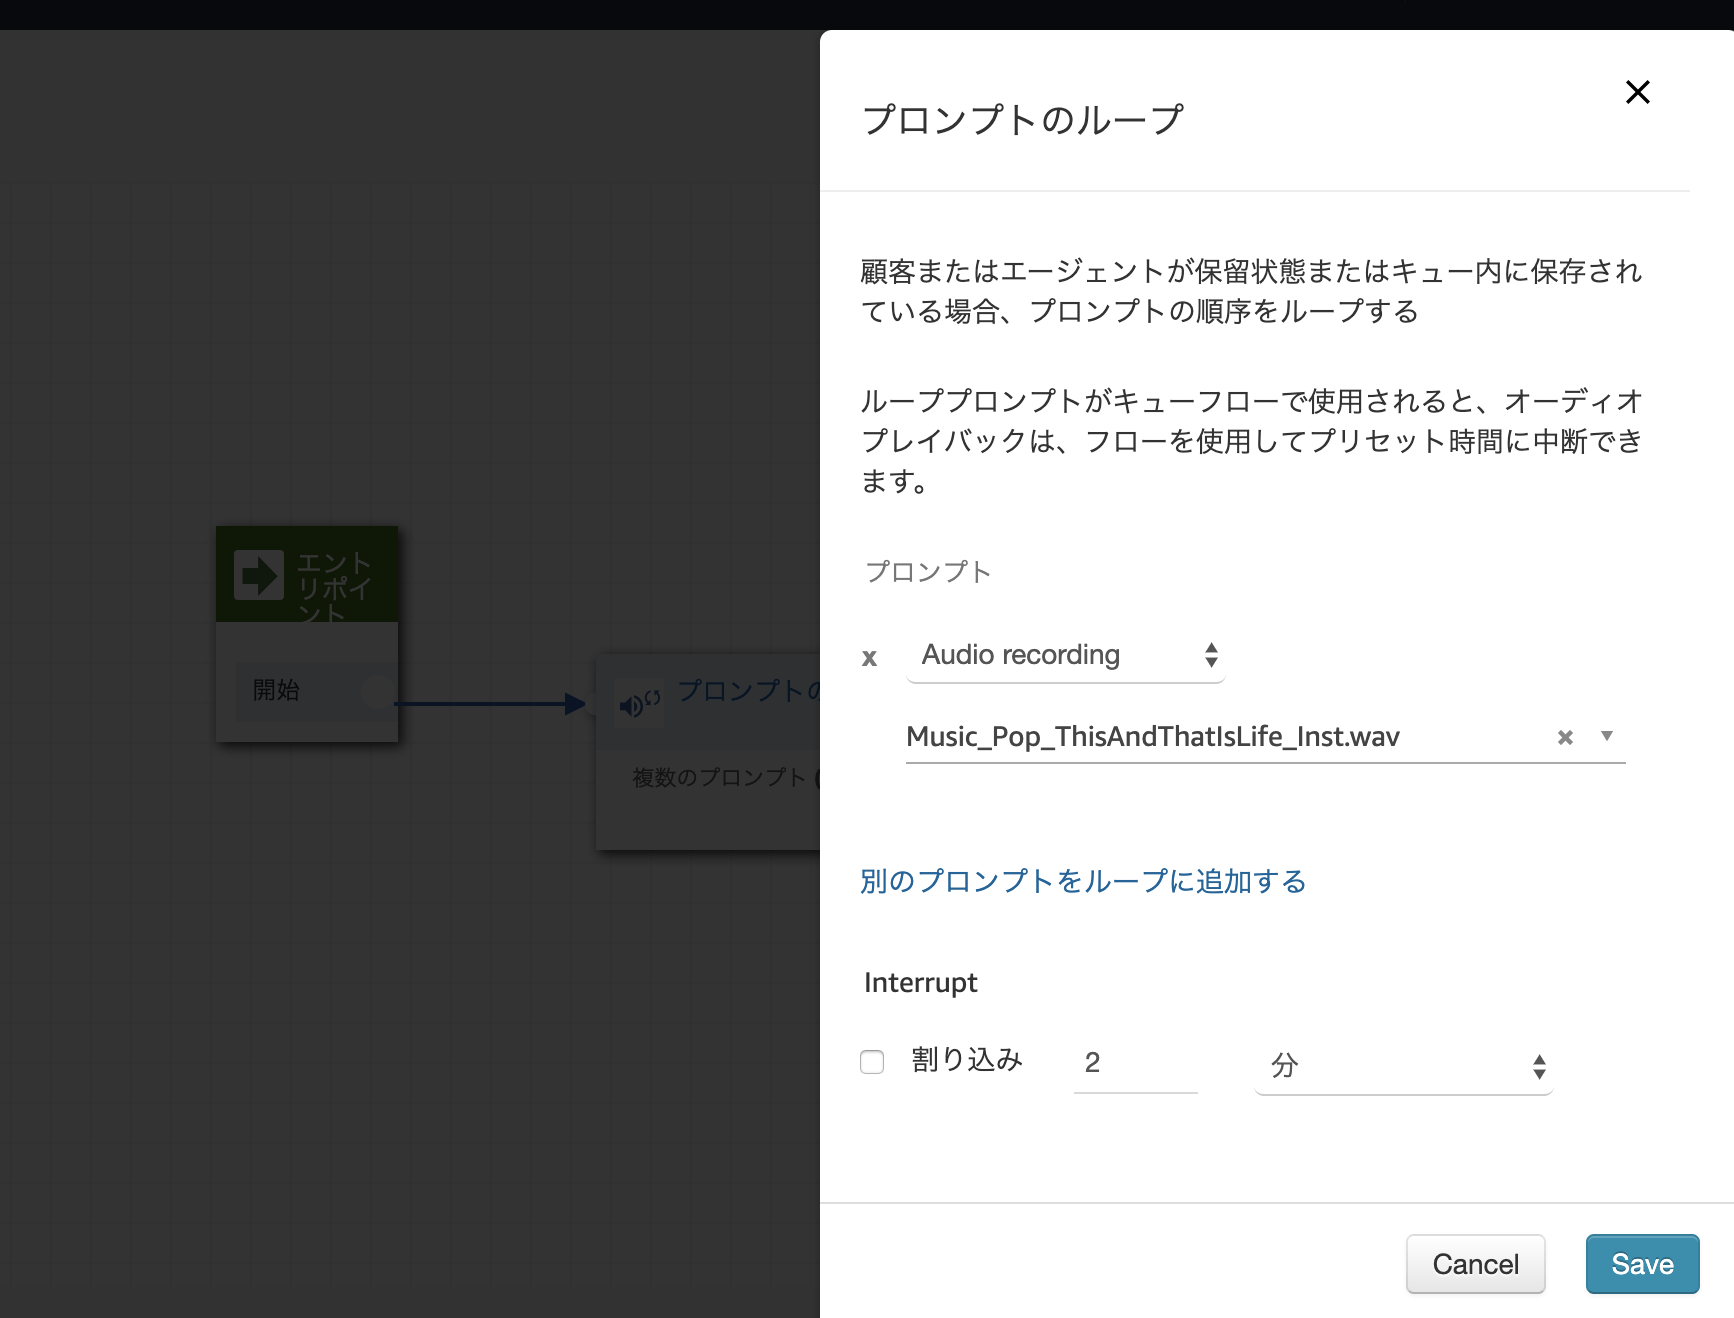 プロンプトのループ
顧客またはエージェントが保留状態またはキュー内に保存され
ている場合、プロンプトの順序をループする
ループプロンプトがキューフローで使用されると、オーディオ
プレイバックは、フローを使用してプリセット時間に中断でき
ます。
プロンプト
x Audio recording
Music_Pop_ThisAndThatIsLife_Inst.wav × ▼
別のプロンプトをループに追加する
Interrupt
割り込み 2 分
Cancel Save
エント
リポイ
ント
開始
プロンプトの
複数のプロンプト (